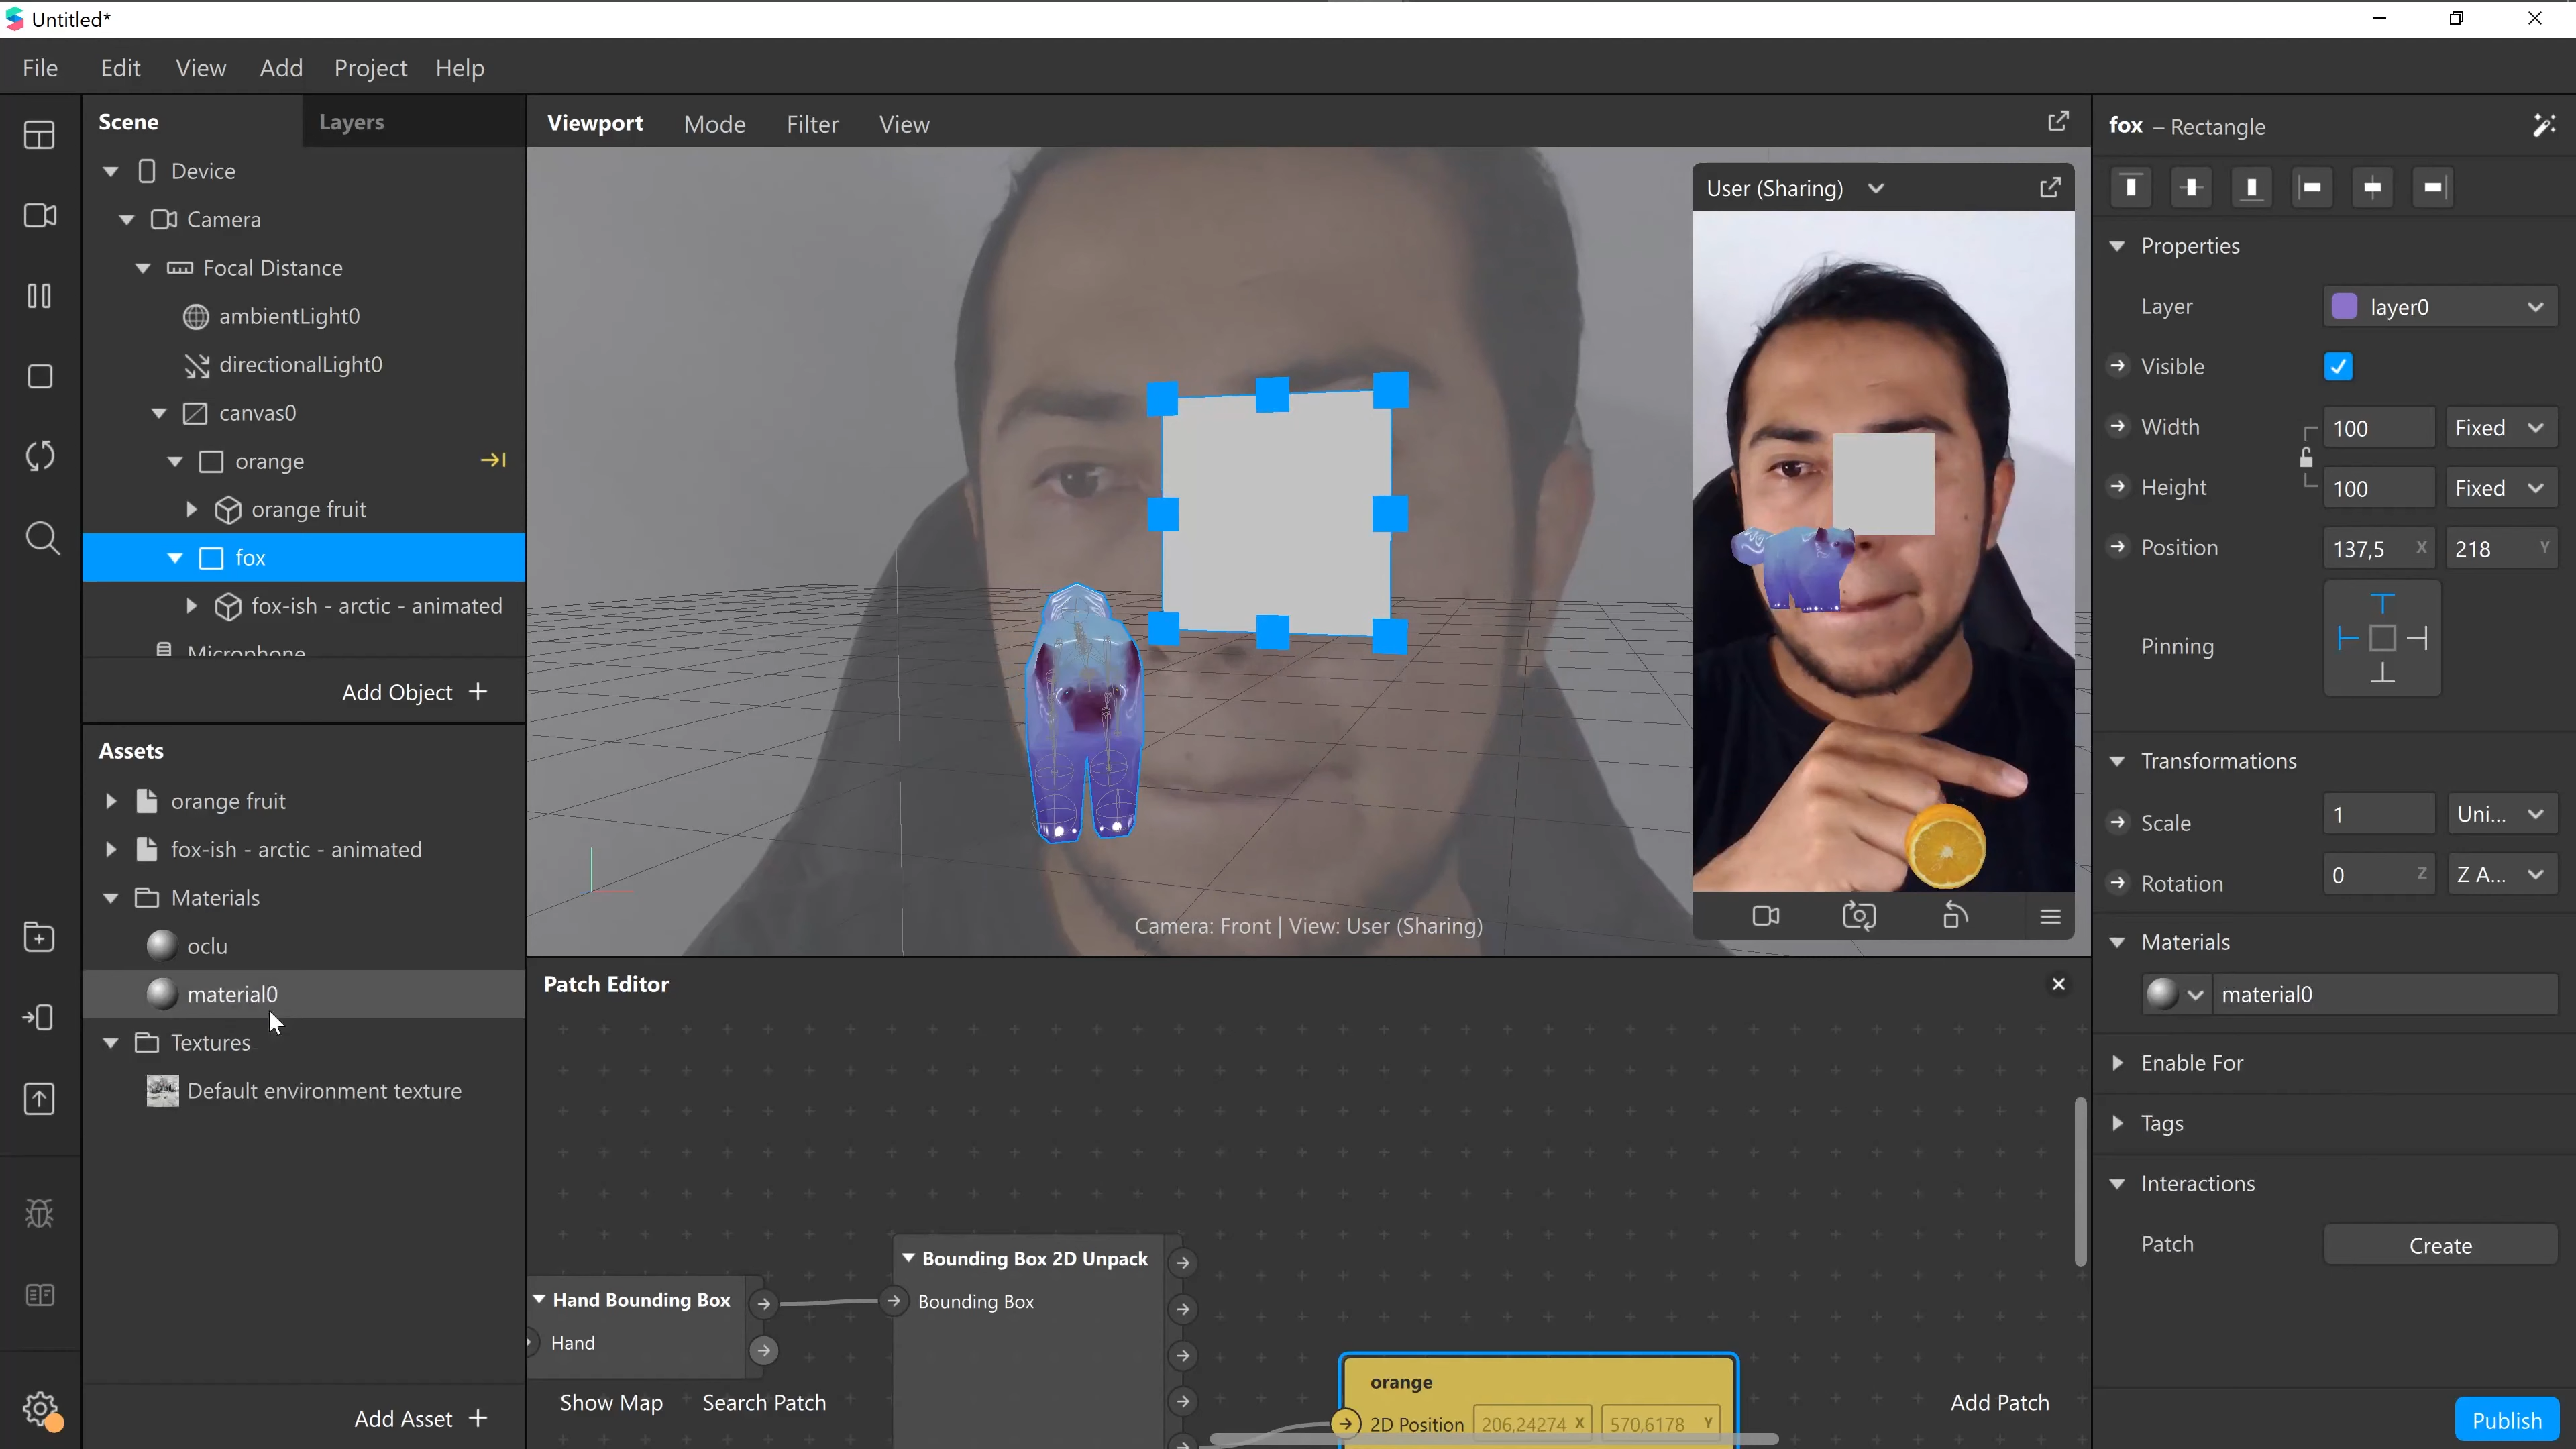 Untitled*
File Edit View Add Project Help
Scene Layers
Device
Camera
Focal Distance
ambientLight0
directionalLight0
canvas0
orange
orange fruit
fox
fox-ish - arctic - animated
Microphone
Add Object +
Assets
orange fruit
fox-ish - arctic - animated
Materials
oclu
material0
Textures
Default environment texture
Add Asset +
Viewport Mode Filter View
User (Sharing)
Camera: Front | View: User (Sharing)
Patch Editor
Hand Bounding Box
Hand
Bounding Box 2D Unpack
Bounding Box
orange
2D Position 206,24274 X 570,6178 Y
Show Map Search Patch Add Patch
fox – Rectangle
Properties
Layer layer0
Visible
Width 100 Fixed
Height 100 Fixed
Position 137,5 X 218 Y
Pinning
Transformations
Scale 1 Uni...
Rotation 0 Z Z A...
Materials
material0
Enable For
Tags
Interactions
Patch Create
Publish